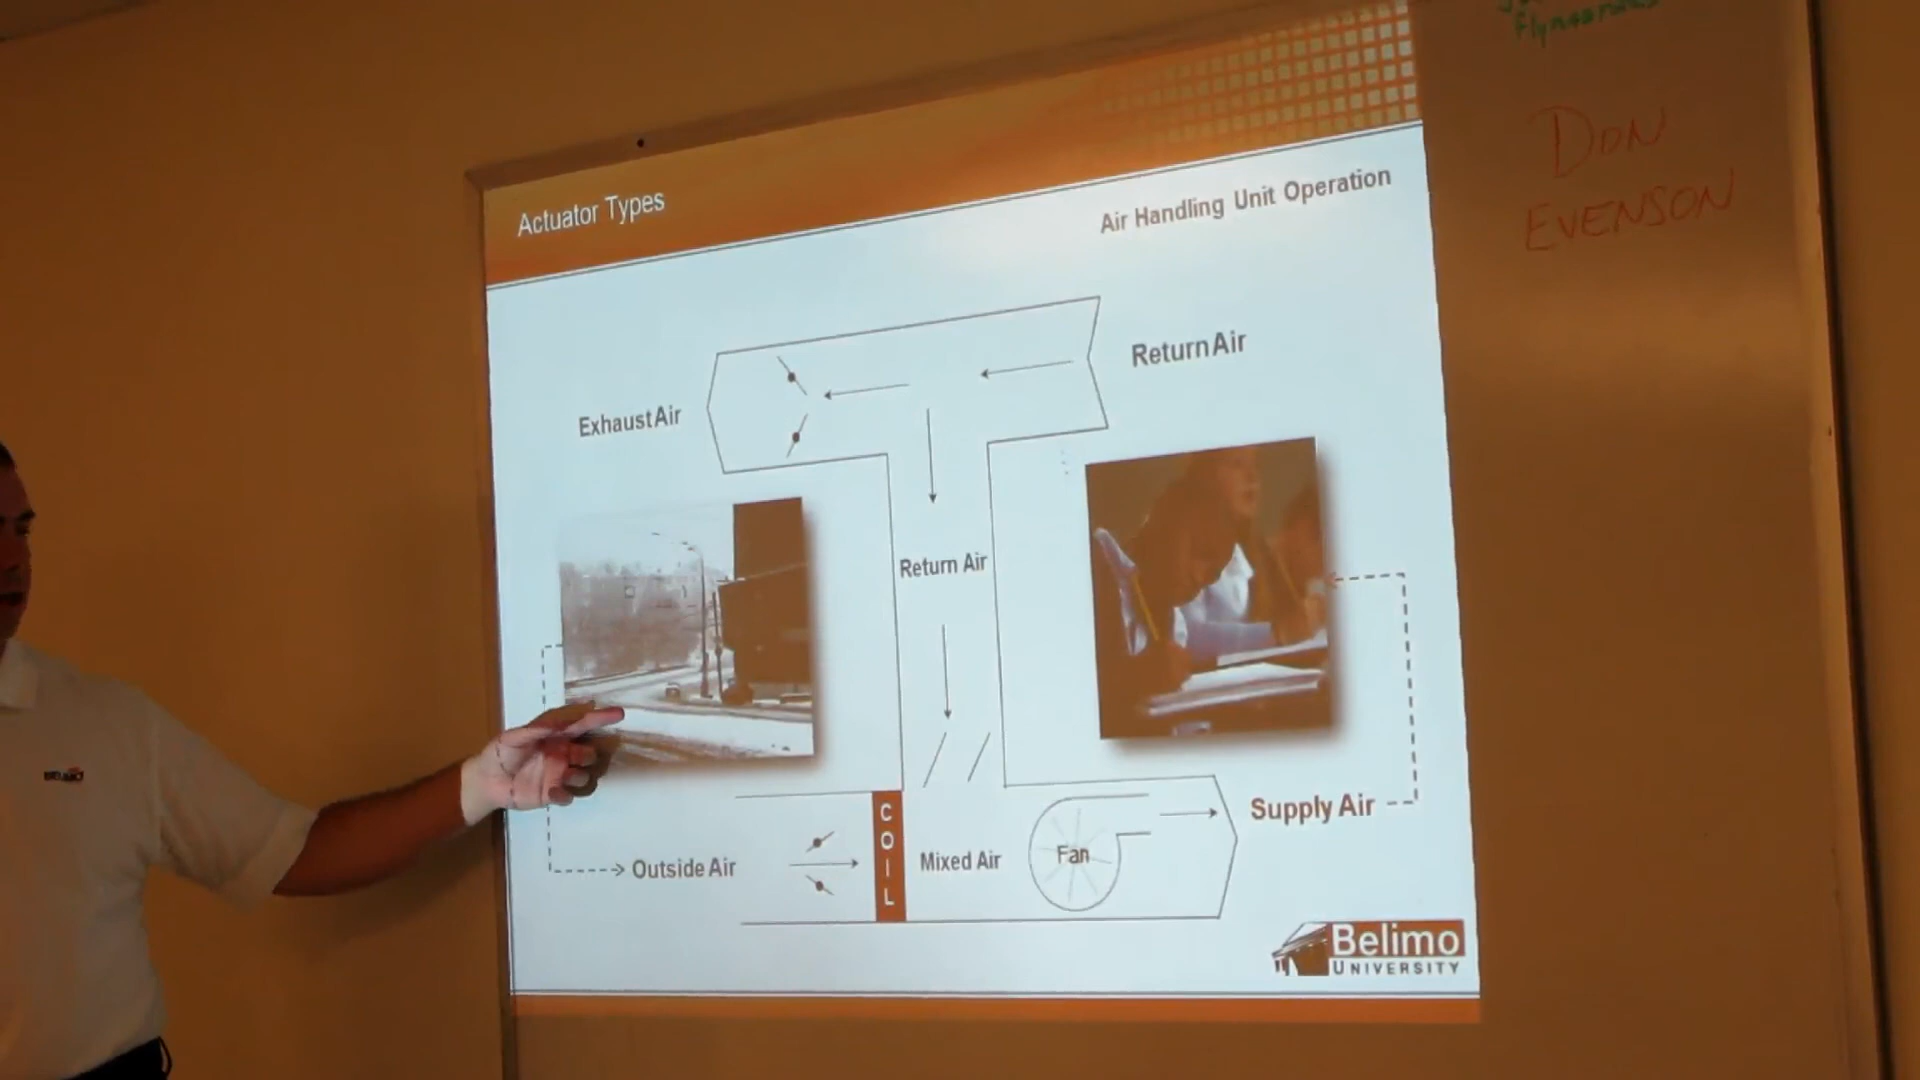 Flynsandes
DON
EVENSON
Actuator Types
Air Handling Unit Operation
Return Air
Exhaust Air
Return Air
Supply Air
COIL
Mixed Air
Fan
Outside Air
Belimo
UNIVERSITY